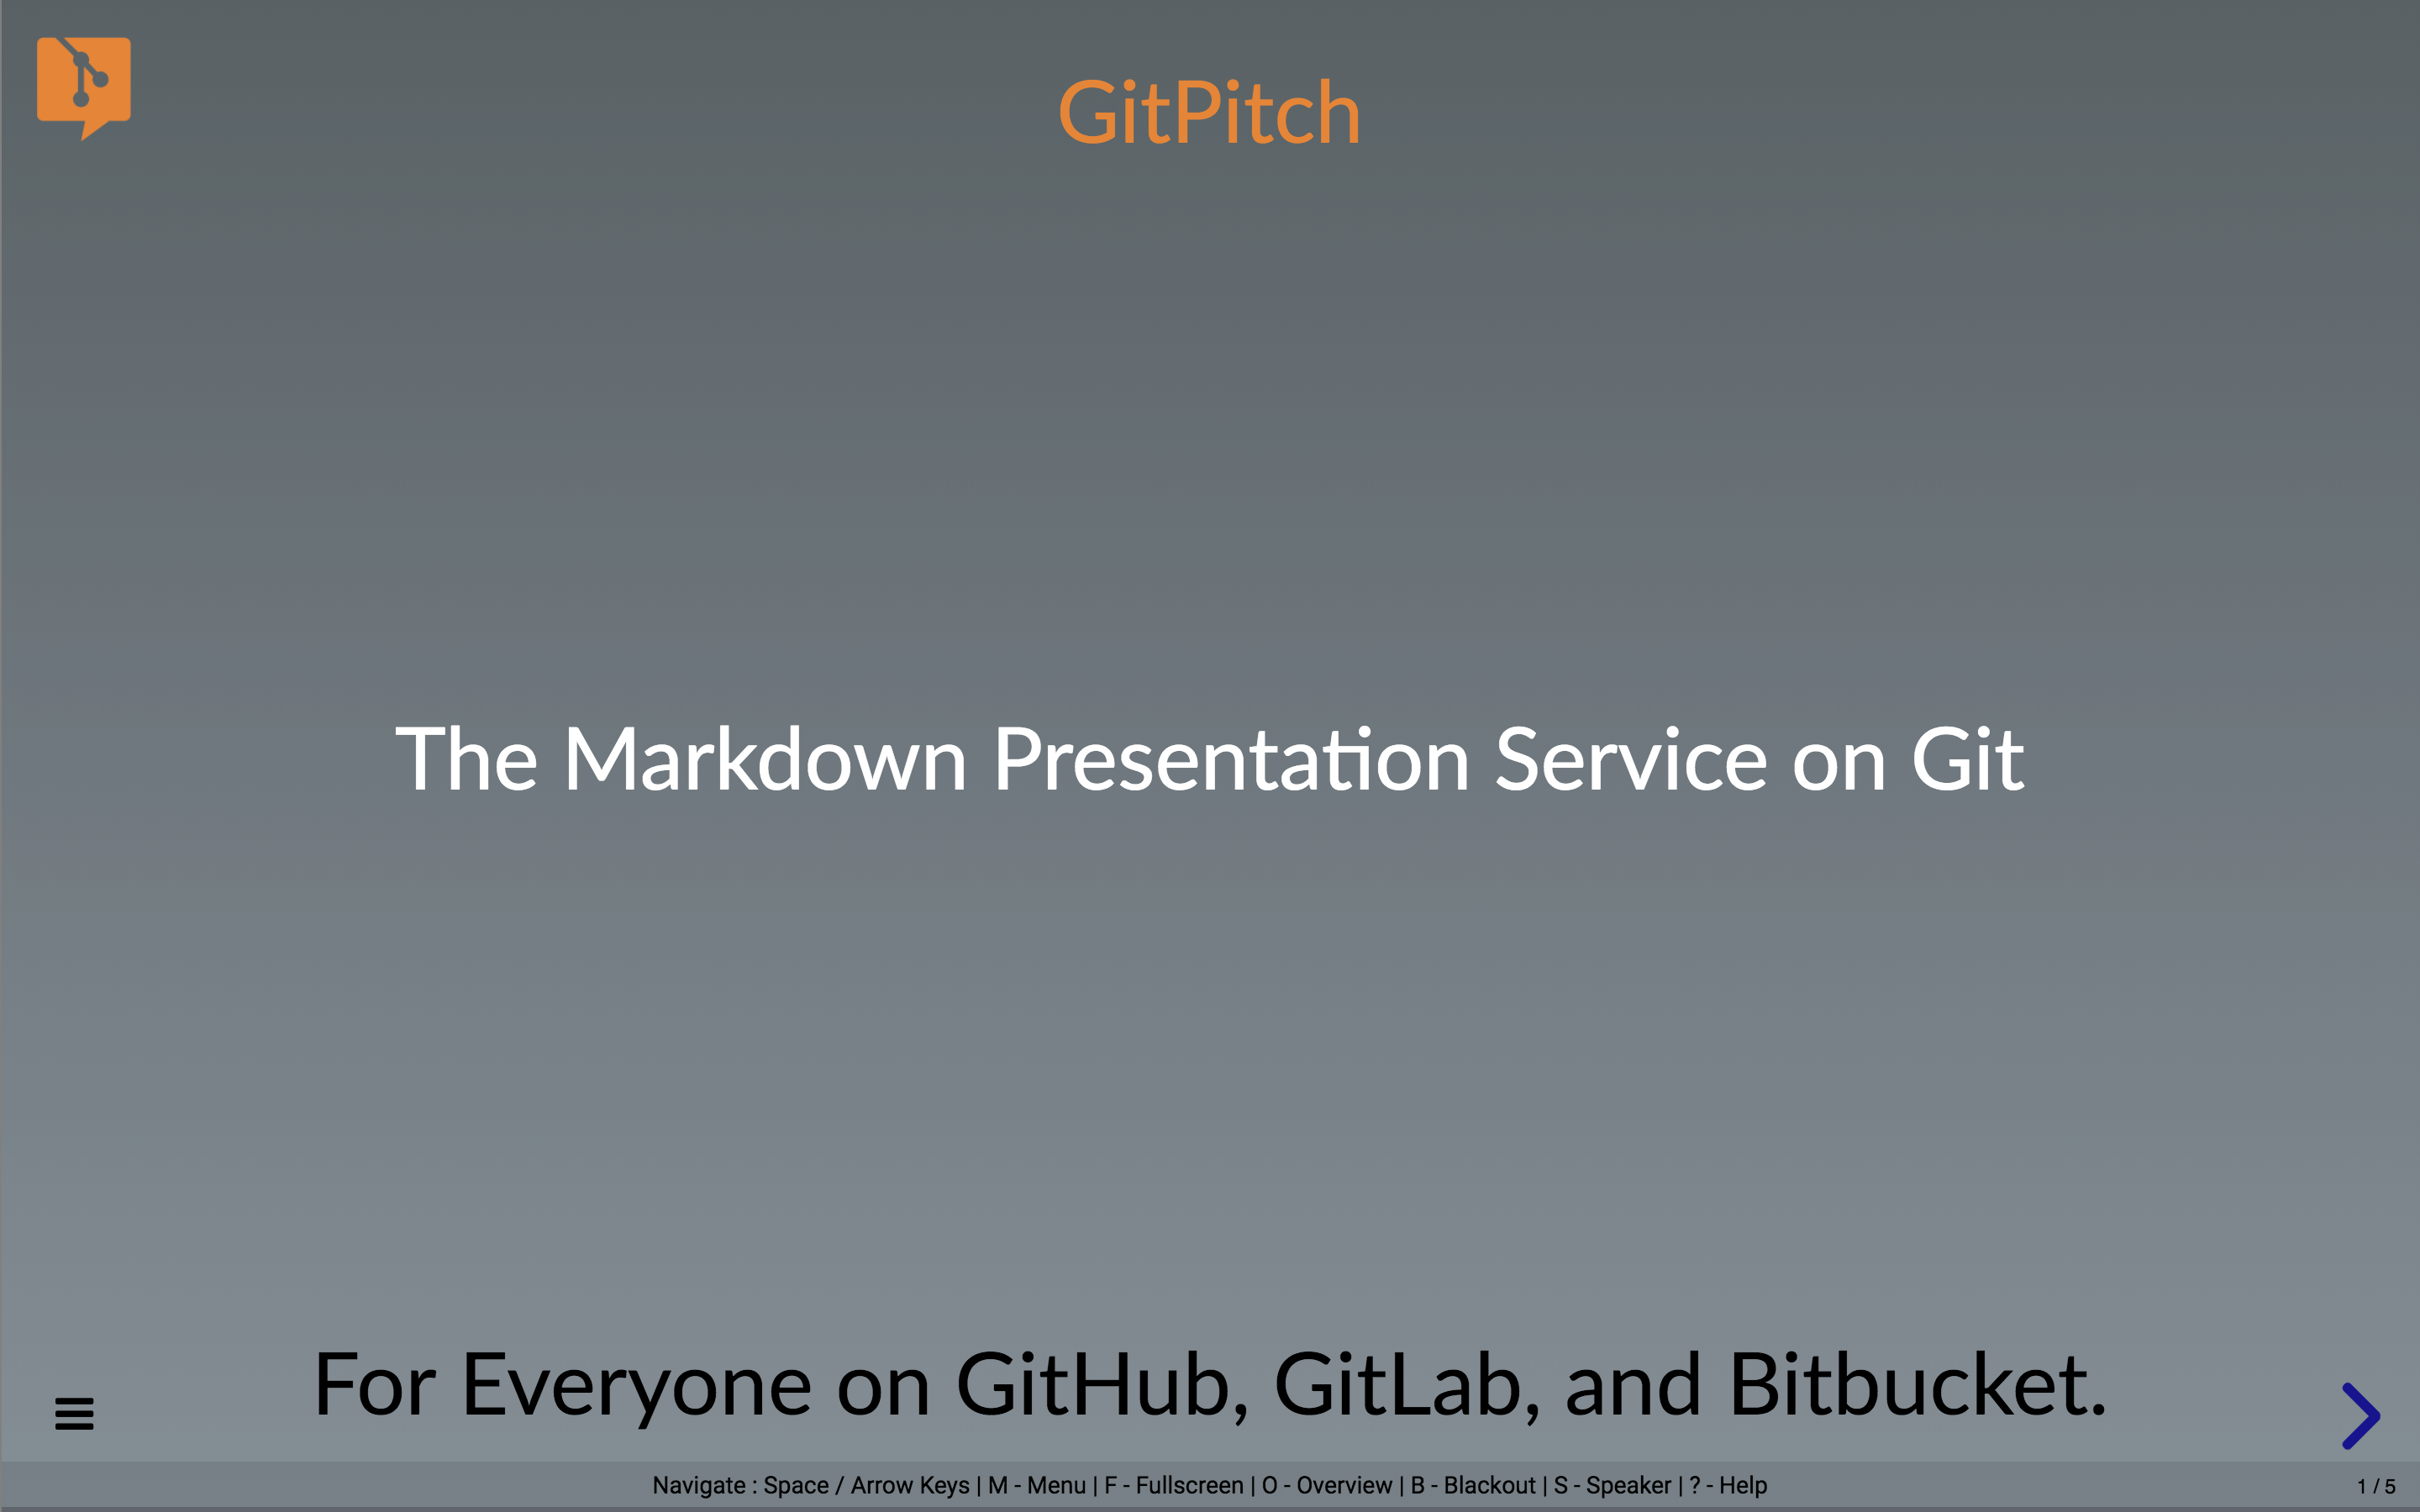 GitPitch
The Markdown Presentation Service on Git
For Everyone on GitHub, GitLab, and Bitbucket.
Navigate : Space / Arrow Keys | M - Menu | F - Fullscreen | O - Overview | B - Blackout | S - Speaker | ? - Help
1 / 5